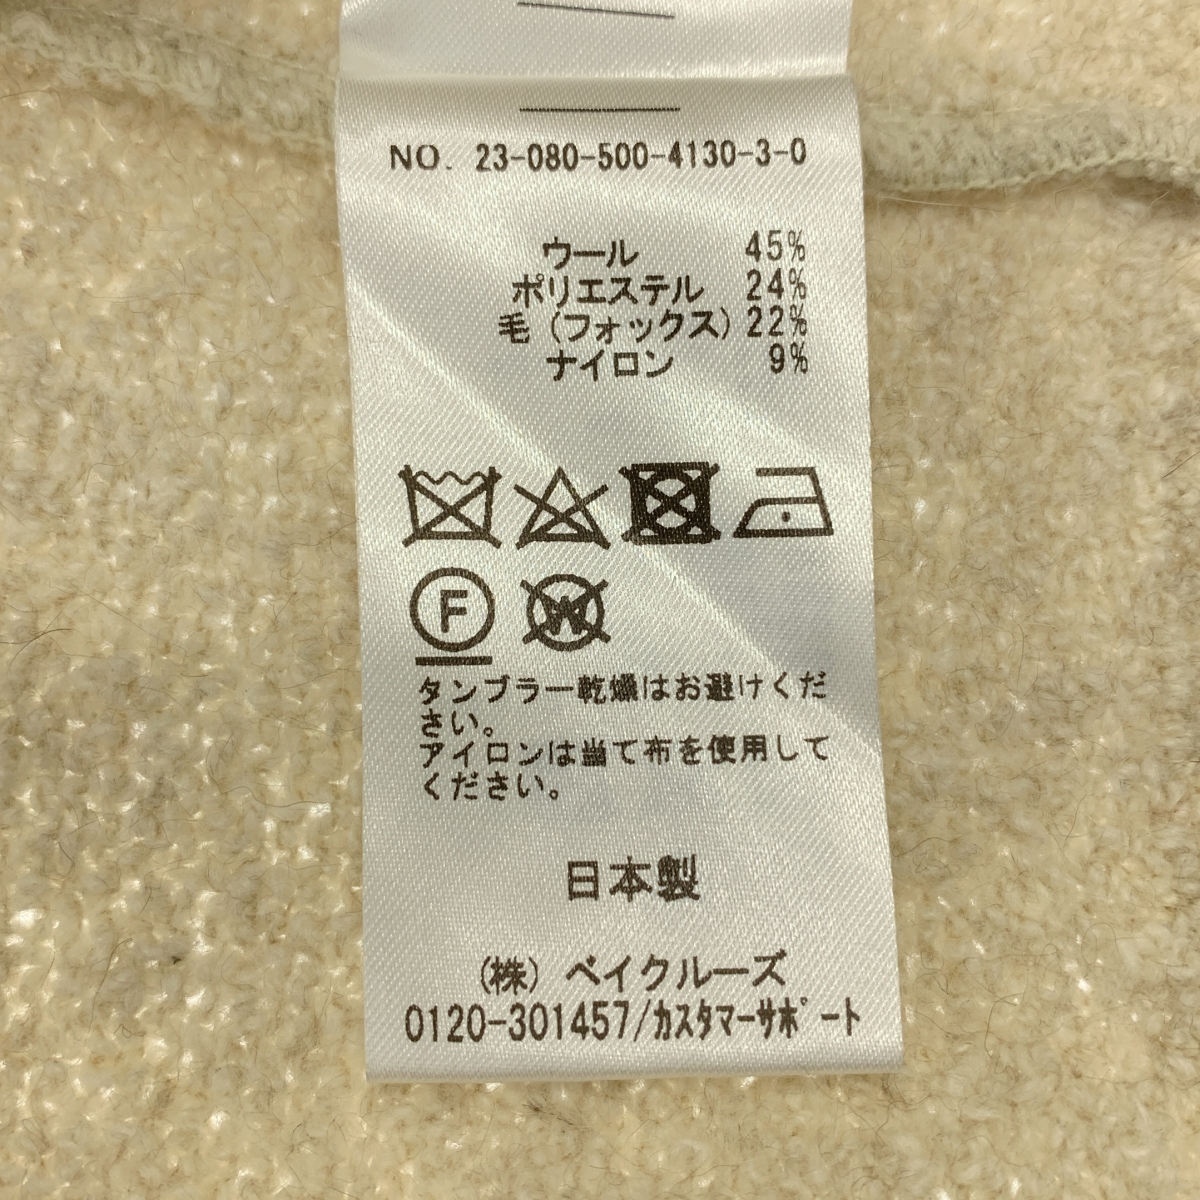 NO. 23-080-500-4130-3-0
ウール 45%
ポリエステル 24%
毛(フォックス) 22%
ナイロン 9%
F
W
タンブラー乾燥はお避けくだ
さい。
アイロンは当て布を使用して
ください。
日本製
(株) ベイクルーズ
0120-301457/ｶｽﾀﾏｰｻﾎﾟｰﾄ